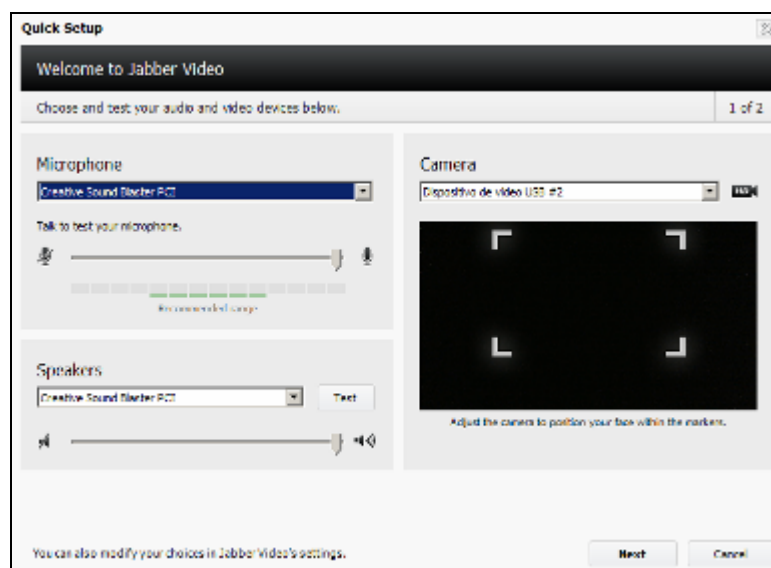 Quick Setup
Welcome to Jabber Video
Choose and test your audio and video devices below.
1 of 2
Microphone
Creative Sound Blaster PCI
Talk to test your microphone.
Recommended range
Speakers
Creative Sound Blaster PCI
Test
Camera
Dispositivo de vídeo USB #2
Adjust the camera to position your face within the markers.
You can also modify your choices in Jabber Video's settings.
Next
Cancel